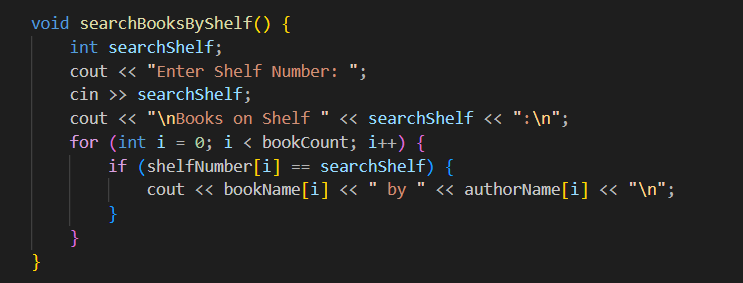 void searchBooksByShelf() {
    int searchShelf;
    cout << "Enter Shelf Number: ";
    cin >> searchShelf;
    cout << "\nBooks on Shelf " << searchShelf << ":\n";
    for (int i = 0; i < bookCount; i++) {
        if (shelfNumber[i] == searchShelf) {
            cout << bookName[i] << " by " << authorName[i] << "\n";
        }
    }
}